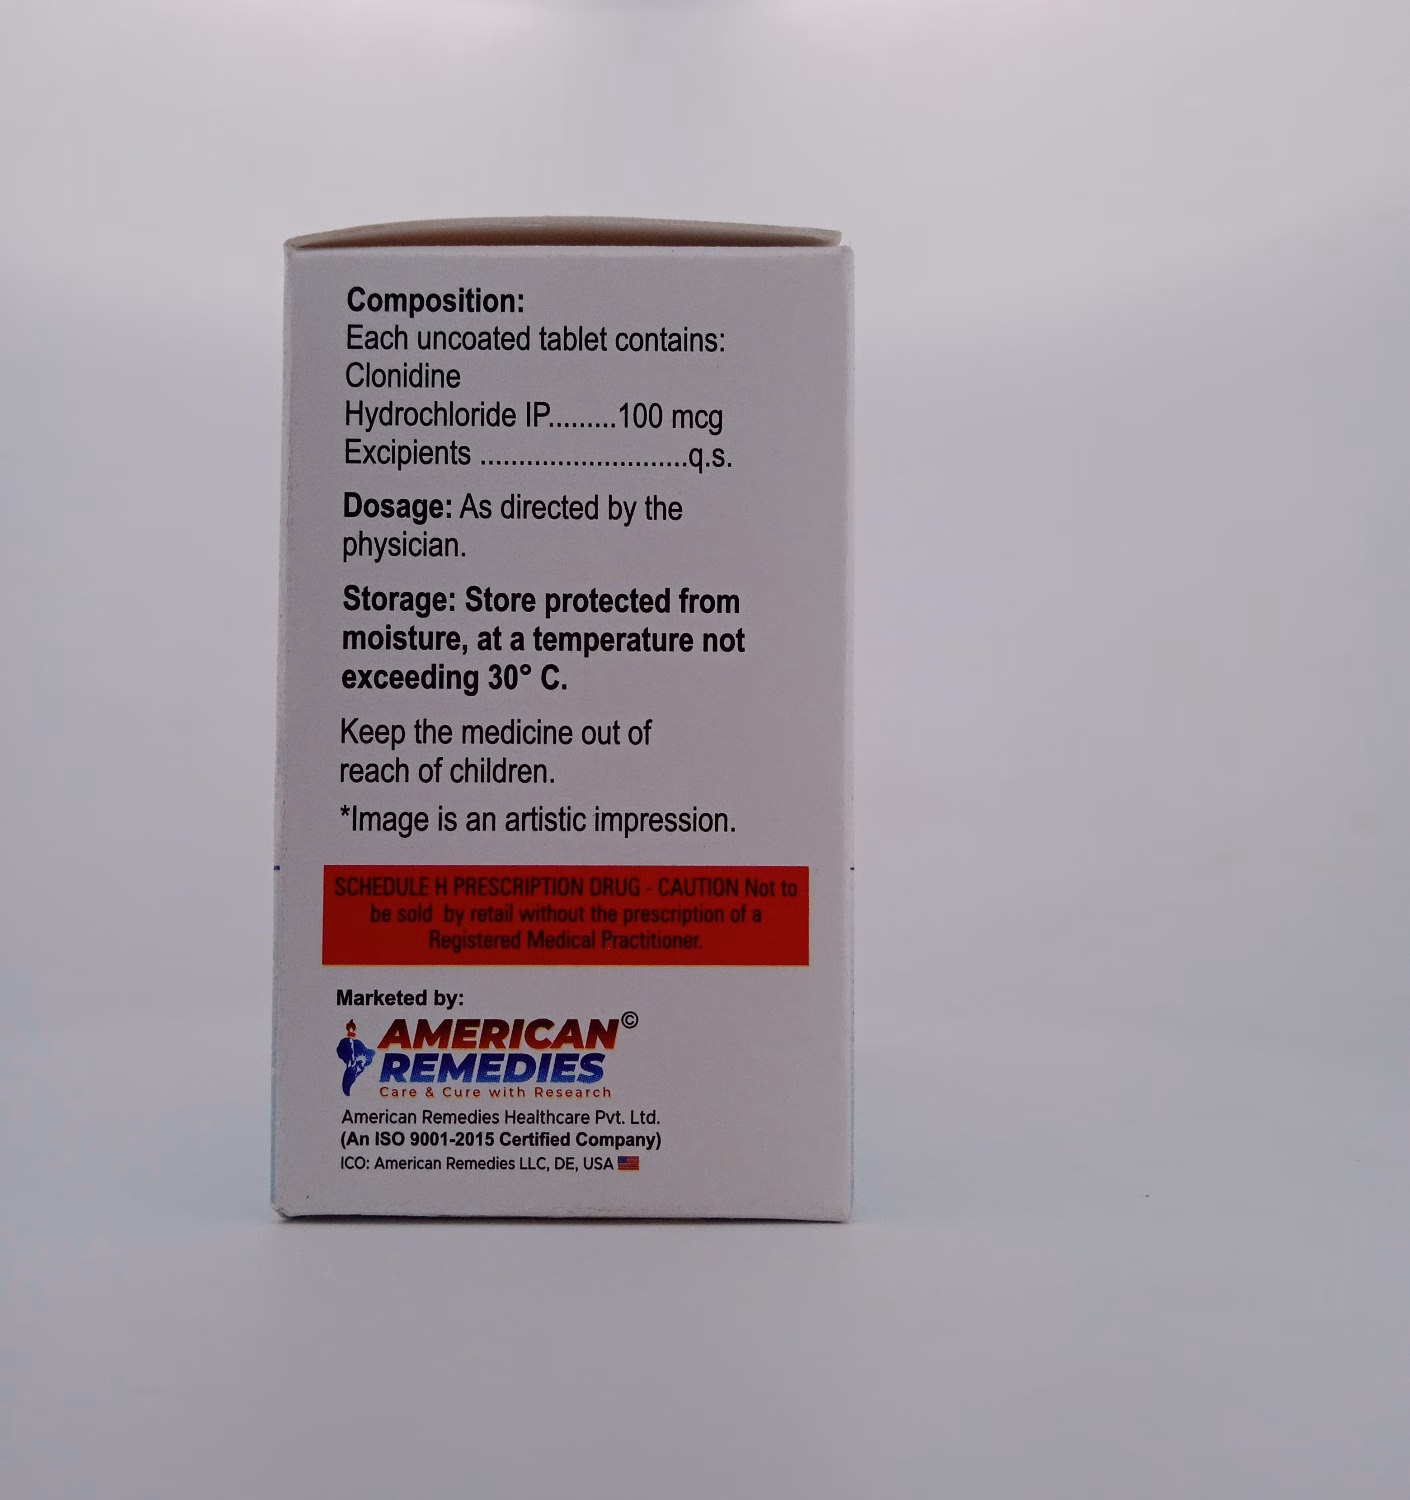 Composition:
Each uncoated tablet contains:
Clonidine
Hydrochloride IP.........100 mcg
Excipients ...........................q.s.
Dosage: As directed by the
physician.
Storage: Store protected from
moisture, at a temperature not
exceeding 30° C.
Keep the medicine out of
reach of children.
*Image is an artistic impression.
SCHEDULE H PRESCRIPTION DRUG - CAUTION Not to
be sold by retail without the prescription of a
Registered Medical Practitioner.
Marketed by:
AMERICAN©
REMEDIES
Care & Cure with Research
American Remedies Healthcare Pvt. Ltd.
(An ISO 9001-2015 Certified Company)
ICO: American Remedies LLC, DE, USA